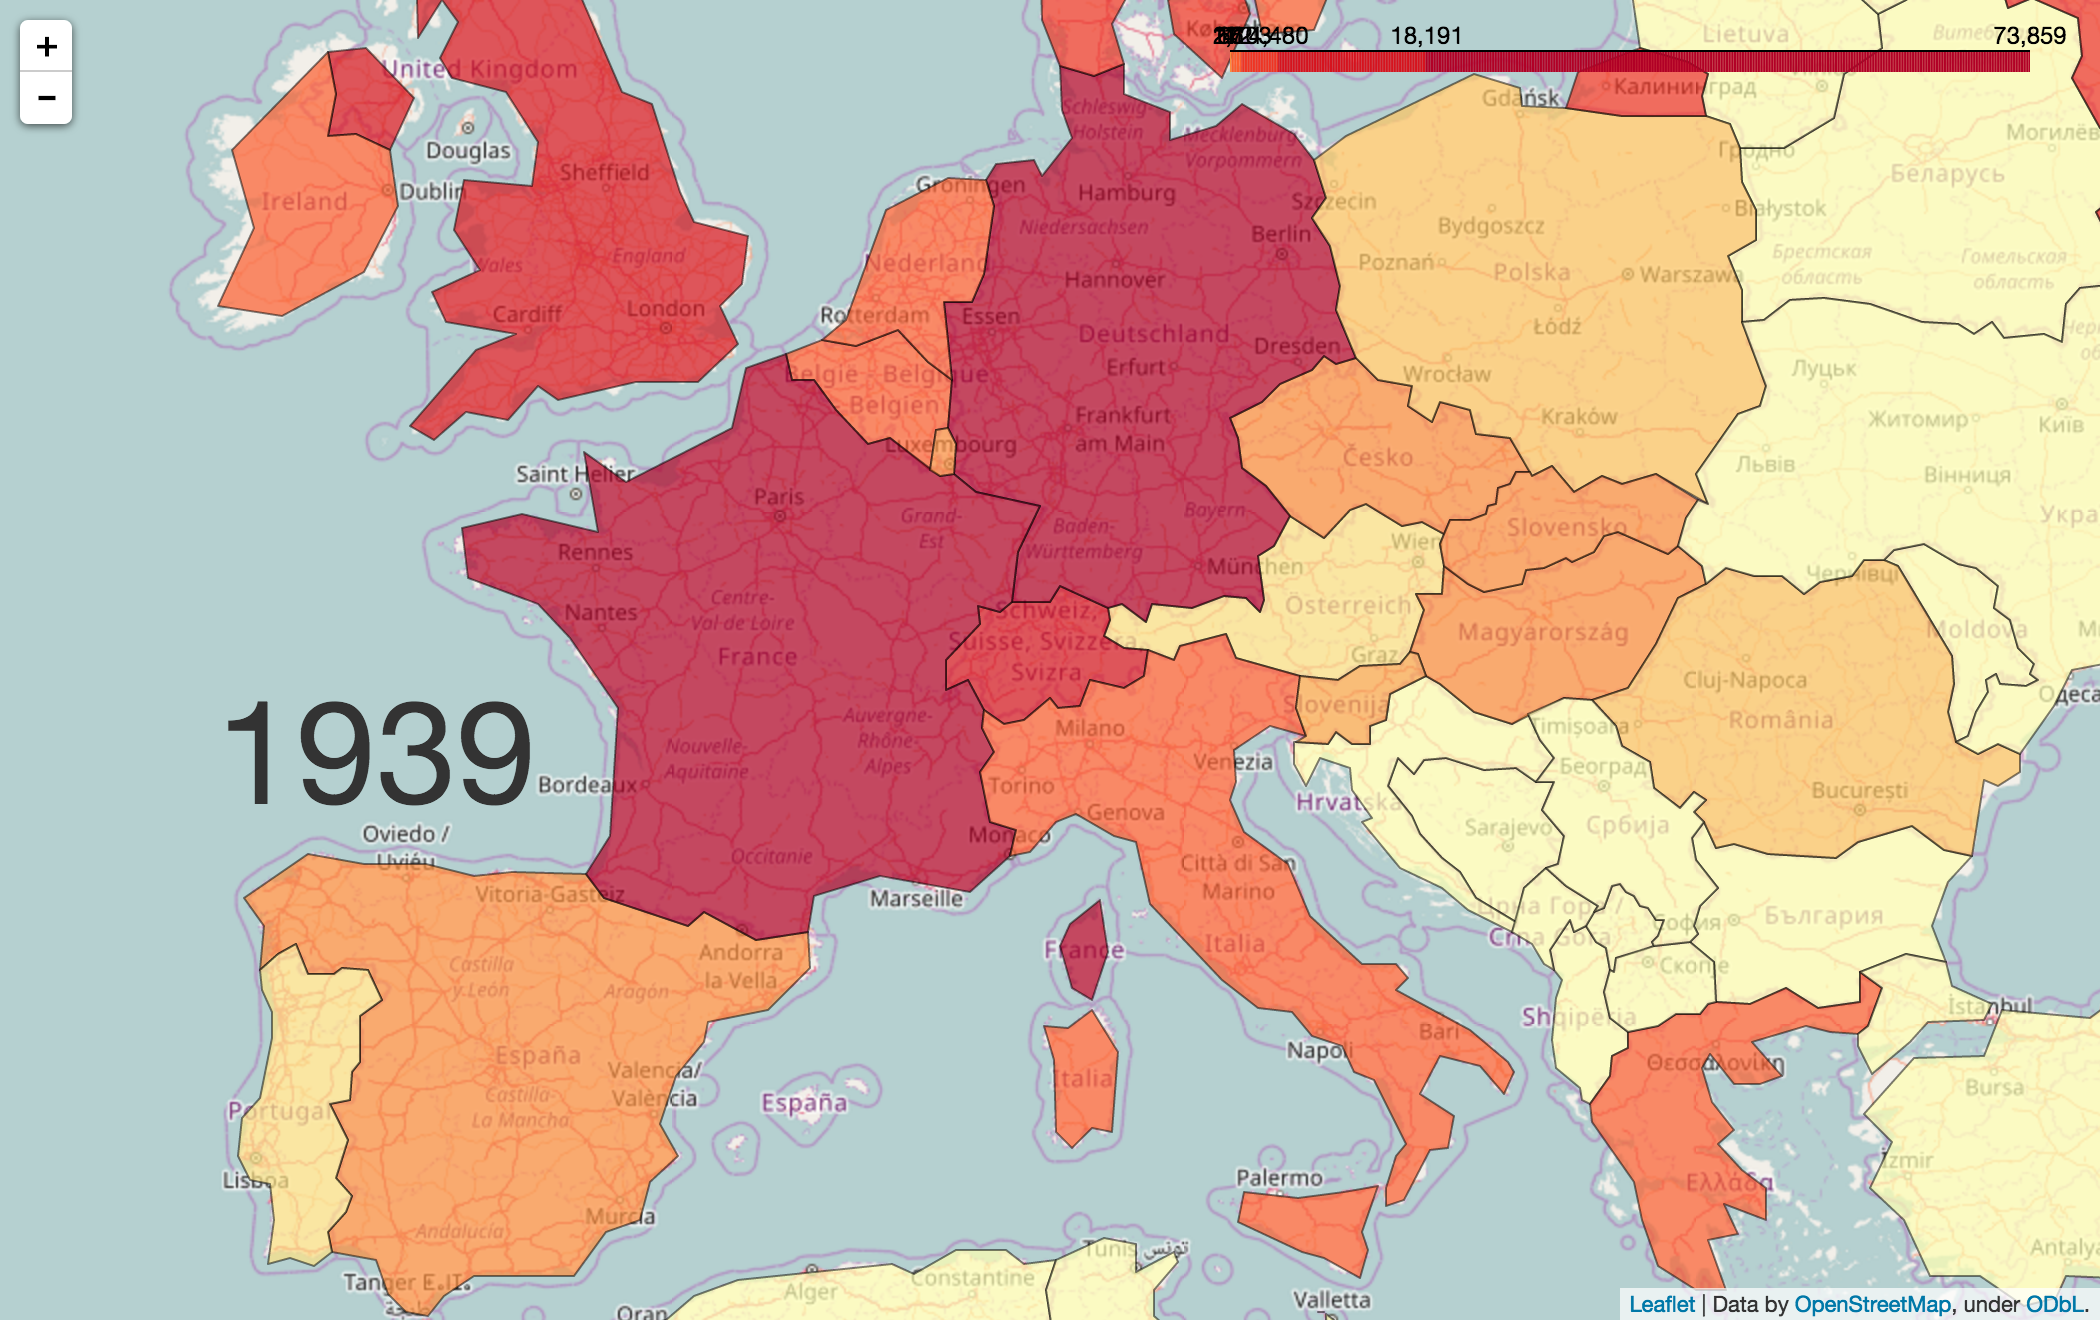 +
−
United Kingdom
Douglas
Dublin
Ireland
Sheffield
Wales
England
Cardiff
London
18,191
73,859
Schleswig-
Holstein
Mecklenburg-
Vorpommern
Hamburg
Groningen
Niedersachsen
Berlin
Hannover
Nederland
Rotterdam
Essen
Deutschland
Dresden
Erfurt
België - Belgique
Belgien
Frankfurt
am Main
Luxembourg
Lietuva
Калининград
Gdańsk
Гродно
Могилёв
Беларусь
Białystok
Szczecin
Bydgoszcz
Poznań
Polska
Warszawa
Брестская
область
Гомельская
область
Łódź
Wrocław
Kraków
Луцьк
Житомир
Київ
Львів
Вінниця
Česko
Slovensko
Saint Helier
Paris
Grand-
Est
Baden-
Württemberg
Bayern
Wien
München
Österreich
Graz
Rennes
Nantes
Centre-
Val de Loire
France
Schweiz,
Suisse, Svizzera,
Svizra
Magyarország
Чернівці
Moldova
Одеса
Cluj-Napoca
România
Timișoara
București
Slovenija
Milano
Venezia
Torino
Genova
Monaco
Auvergne-
Rhône-
Alpes
Nouvelle-
Aquitaine
1939
Bordeaux
Oviedo /
Uviéu
Vitoria-Gasteiz
Occitanie
Marseille
Hrvatska
Београд
Sarajevo
Србија
Città di San
Marino
Црна Гора /
Crna Gora
София
България
Скопје
Andorra
la Vella
France
Italia
Castilla
y León
Aragón
España
Castilla-
La Mancha
Valencia/
València
España
Italia
Napoli
Bari
Shqipëria
İstanbul
Bursa
Θεσσαλονίκη
Portugal
Lisboa
Murcia
Andalucía
Palermo
Ελλάδα
İzmir
Antalya
Tunis تونس
Constantine
Alger
Oran
Valletta
Leaflet | Data by OpenStreetMap, under ODbL.